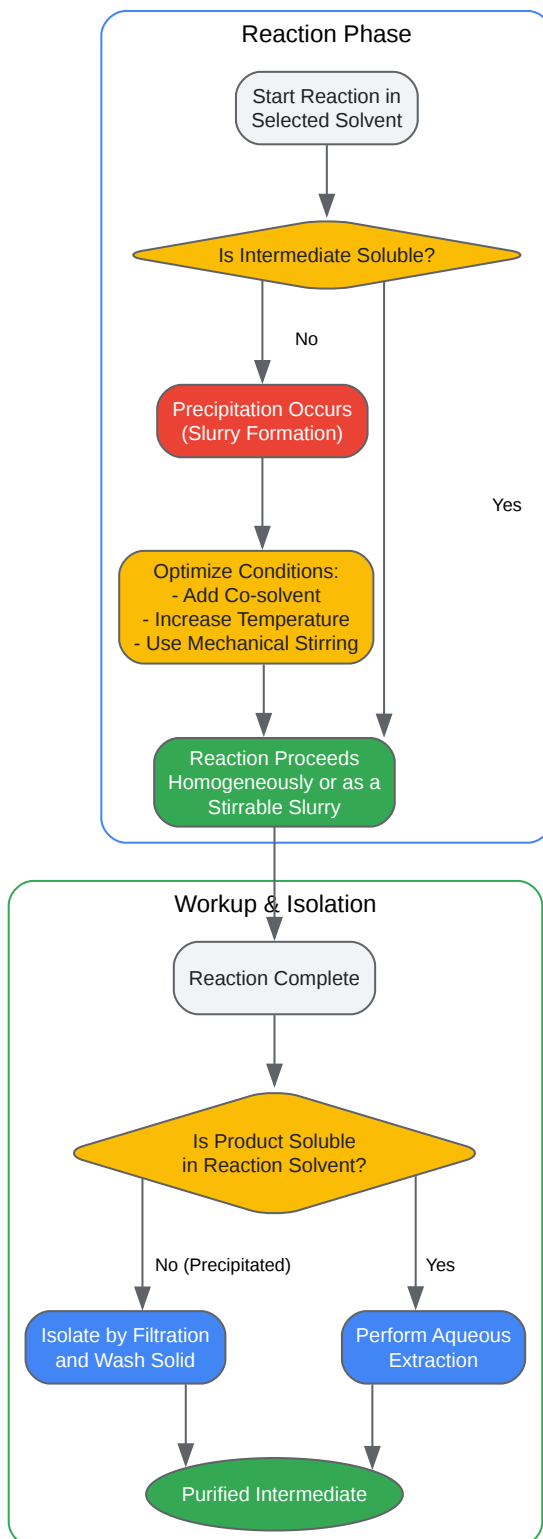 Reaction Phase
Start Reaction in
Selected Solvent
Is Intermediate Soluble?
No
Precipitation Occurs
(Slurry Formation)
Yes
Optimize Conditions:
- Add Co-solvent
- Increase Temperature
- Use Mechanical Stirring
Reaction Proceeds
Homogeneously or as a
Stirrable Slurry
Workup & Isolation
Reaction Complete
Is Product Soluble
in Reaction Solvent?
No (Precipitated)
Yes
Isolate by Filtration
and Wash Solid
Perform Aqueous
Extraction
Purified Intermediate